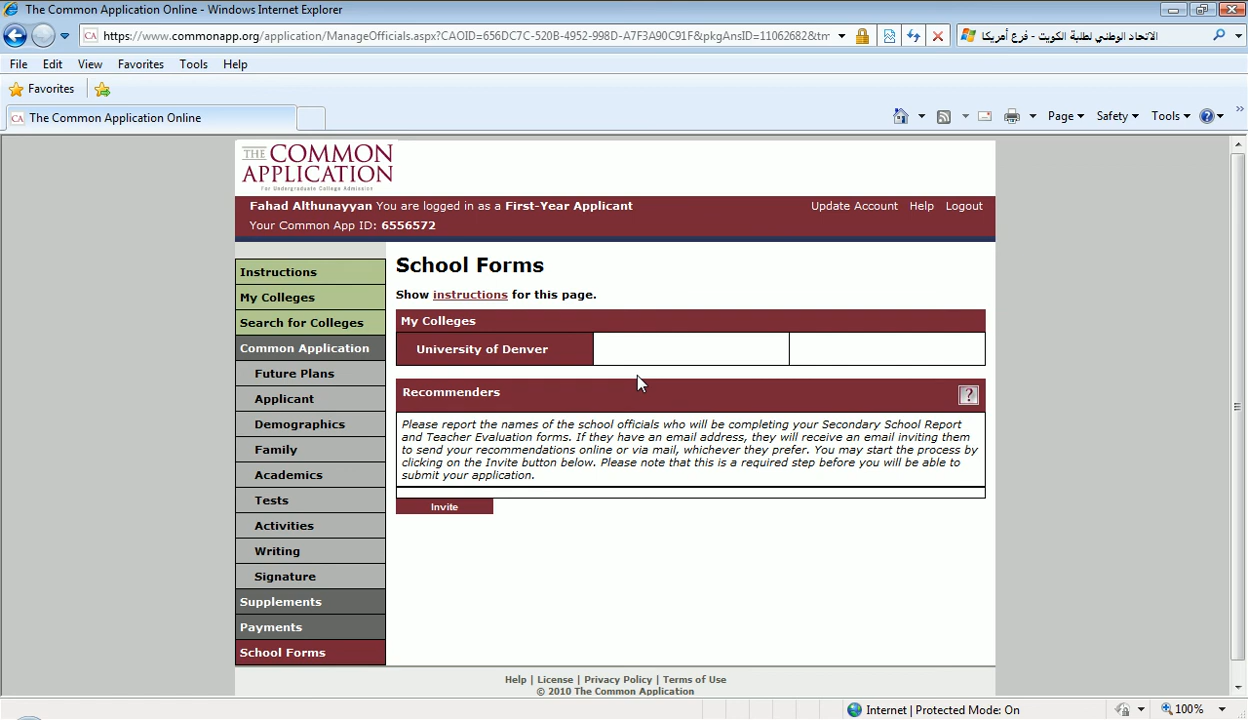 The Common Application Online - Windows Internet Explorer
https://www.commonapp.org/application/ManageOfficials.aspx?CAOID=656DC7C-520B-4952-998D-A7F3A90C91F&pkgAnsID=11062682&tm
الاتحاد الوطني لطلبة الكويت - فرع أمريكا
File Edit View Favorites Tools Help
Favorites
CA The Common Application Online
Page Safety Tools
THE COMMON
APPLICATION
For Undergraduate College Admission
Fahad Althunayyan You are logged in as a First-Year Applicant
Update Account Help Logout
Your Common App ID: 6556572
Instructions
My Colleges
Search for Colleges
Common Application
Future Plans
Applicant
Demographics
Family
Academics
Tests
Activities
Writing
Signature
Supplements
Payments
School Forms
School Forms
Show instructions for this page.
My Colleges
University of Denver
Recommenders
?
Please report the names of the school officials who will be completing your Secondary School Report
and Teacher Evaluation forms. If they have an email address, they will receive an email inviting them
to send your recommendations online or via mail, whichever they prefer. You may start the process by
clicking on the Invite button below. Please note that this is a required step before you will be able to
submit your application.
Invite
Help | License | Privacy Policy | Terms of Use
© 2010 The Common Application
Internet | Protected Mode: On
100%